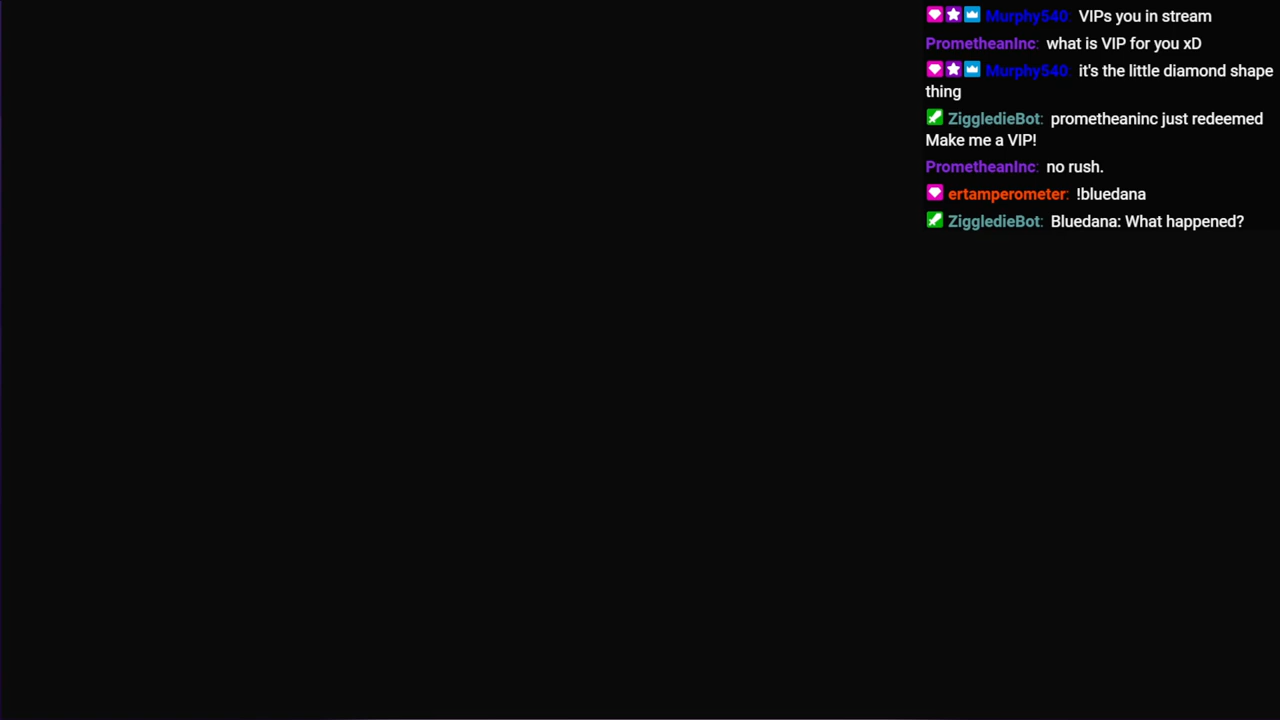 Murphy540: VIPs you in stream
PrometheanInc: what is VIP for you xD
Murphy540: it's the little diamond shape
thing
ZiggledieBot: prometheaninc just redeemed
Make me a VIP!
PrometheanInc: no rush.
ertamperometer: !bluedana
ZiggledieBot: Bluedana: What happened?